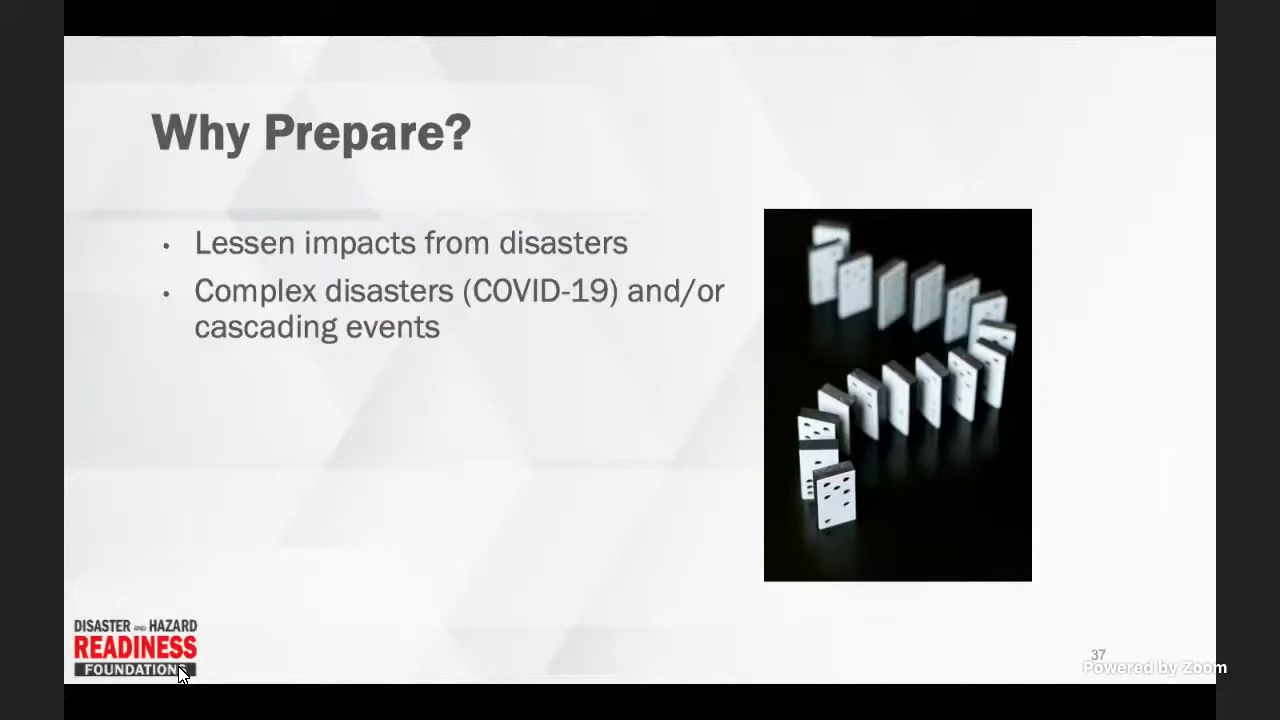 Why Prepare?
• Lessen impacts from disasters
• Complex disasters (COVID-19) and/or
cascading events
DISASTER AND HAZARD
READINESS
FOUNDATIONS
37
Powered by Zoom